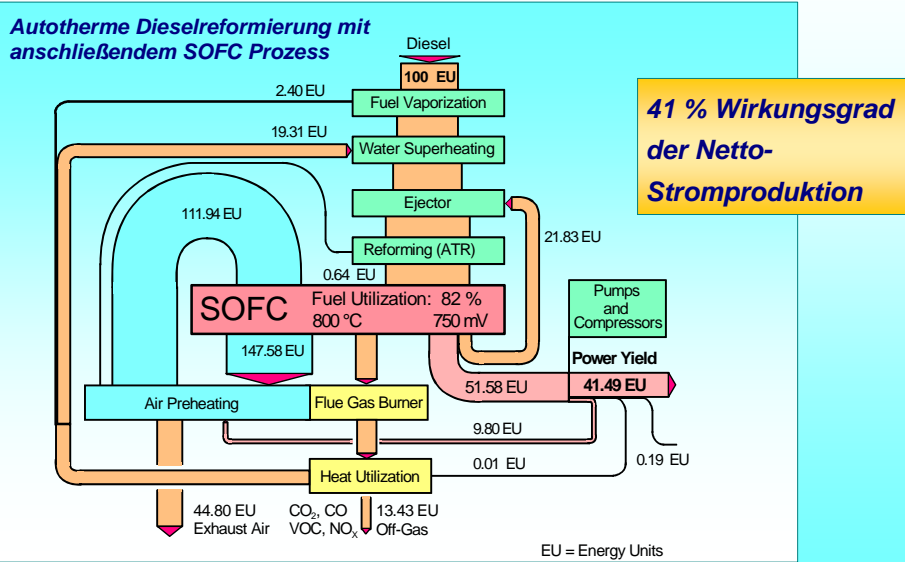 Autotherme Dieselreformierung mit
anschließendem SOFC Prozess
Diesel
100 EU
2.40 EU
Fuel Vaporization
41 % Wirkungsgrad
der Netto-
Stromproduktion
19.31 EU
Water Superheating
Ejector
111.94 EU
21.83 EU
Reforming (ATR)
0.64 EU
SOFC
Fuel Utilization: 82 %
800 °C
750 mV
Pumps
and
Compressors
147.58 EU
Power Yield
51.58 EU
41.49 EU
Air Preheating
Flue Gas Burner
9.80 EU
0.01 EU
0.19 EU
Heat Utilization
44.80 EU
Exhaust Air
CO₂, CO
VOC, NOₓ
13.43 EU
Off-Gas
EU = Energy Units